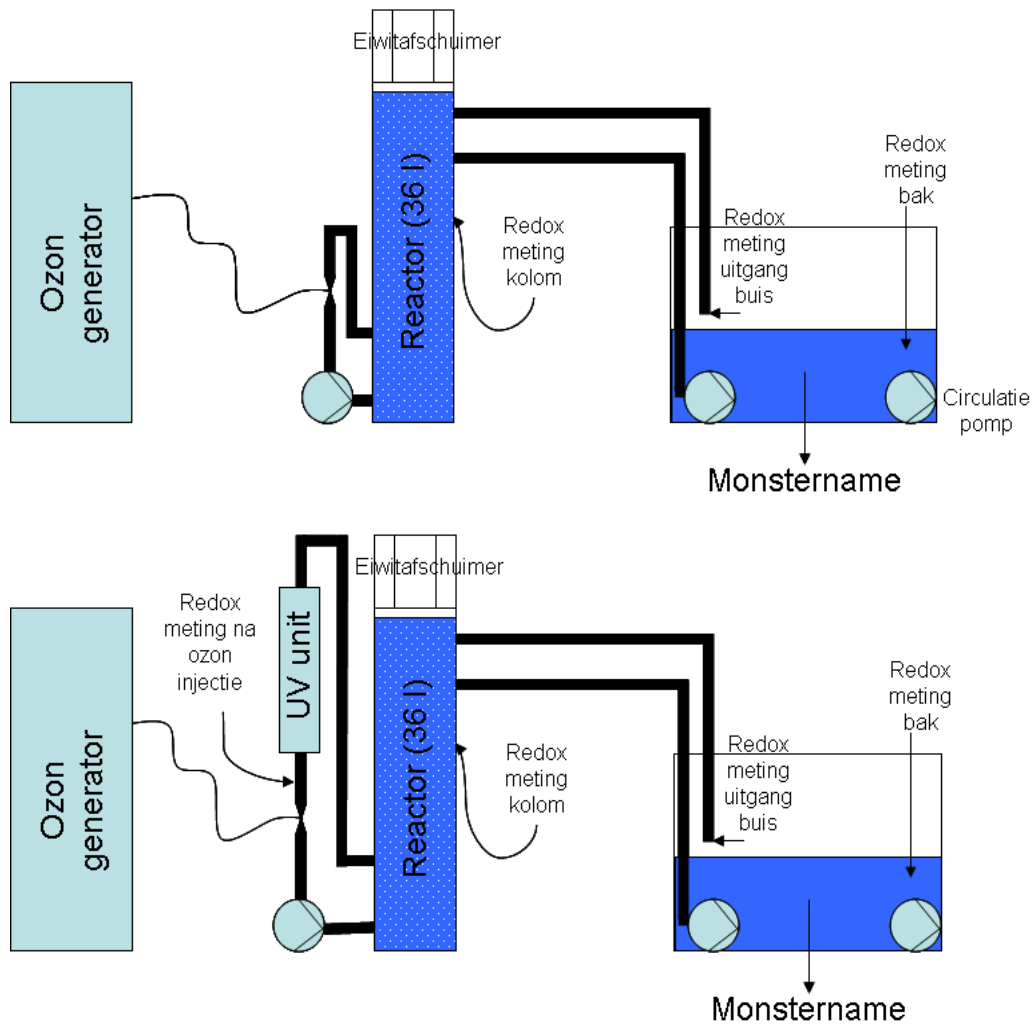 Eiwitafschuimer
Ozon
generator
Reactor (36 l)
Redox
meting
kolom
Redox
meting
uitgang
buis
Redox
meting
bak
Circulatie
pomp
Monstername
Eiwitafschuimer
Ozon
generator
Redox
meting na
ozon
injectie
UV unit
Reactor (36 l)
Redox
meting
kolom
Redox
meting
uitgang
buis
Redox
meting
bak
Monstername